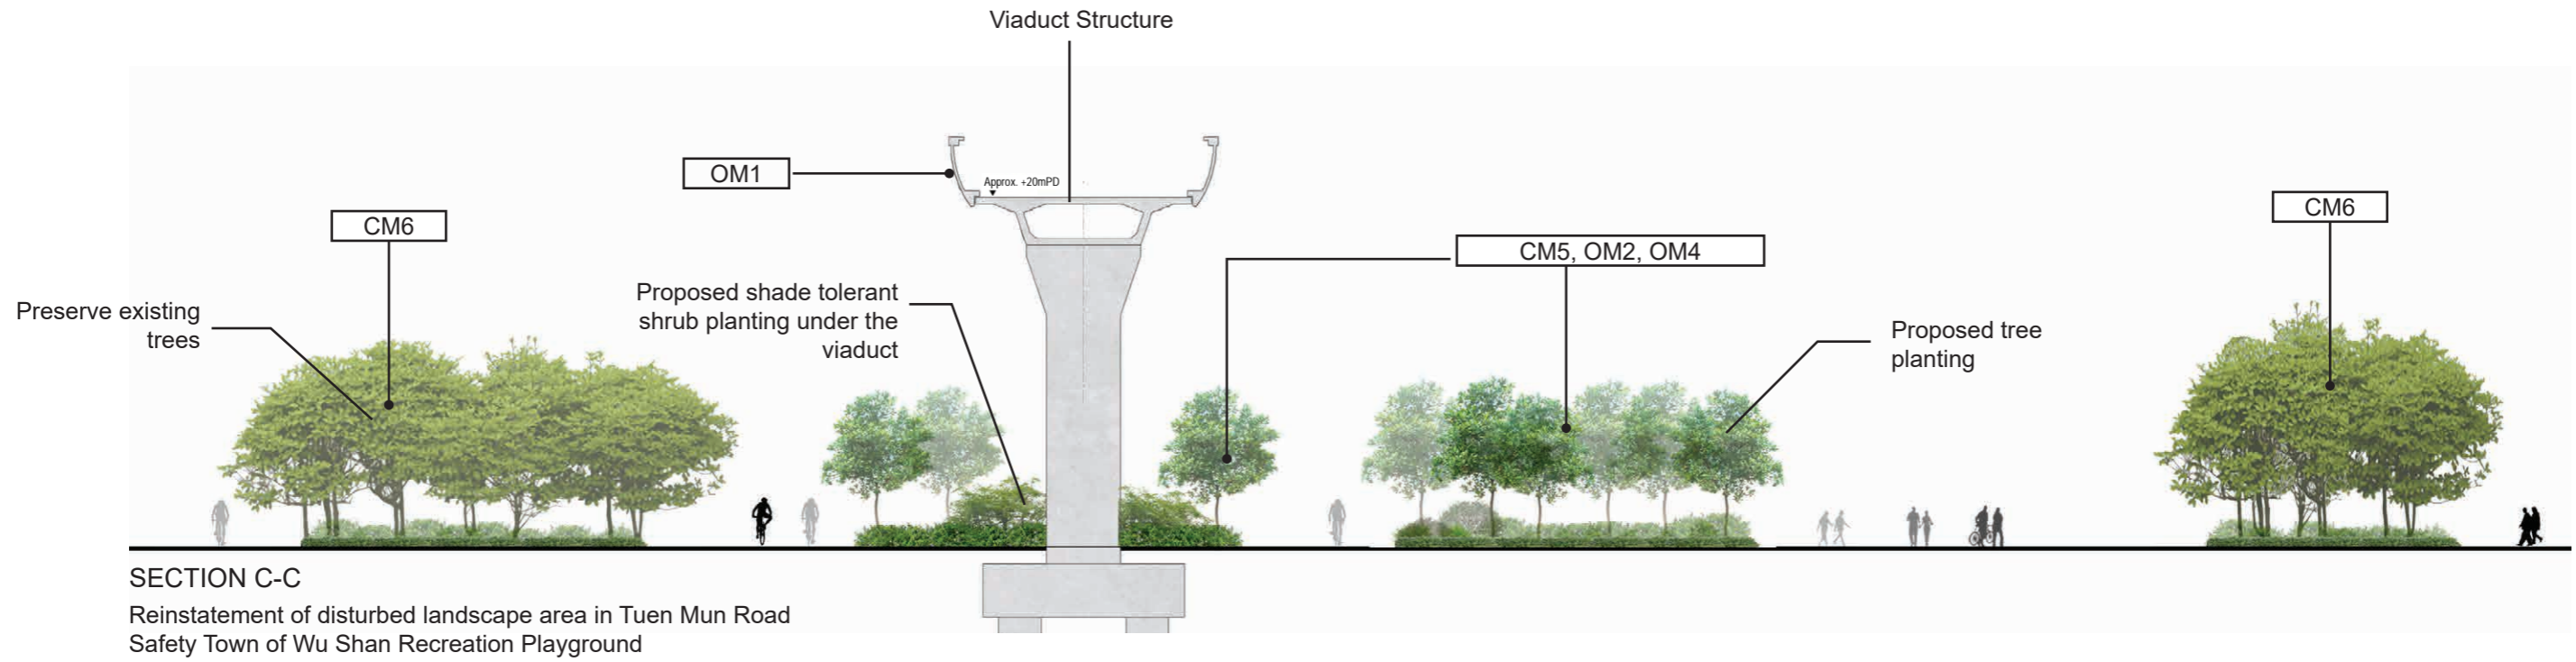 Viaduct Structure
OM1
Approx. +20mPD
CM6
CM6
CM5, OM2, OM4
Preserve existing
trees
Proposed shade tolerant
shrub planting under the
viaduct
Proposed tree
planting
SECTION C-C
Reinstatement of disturbed landscape area in Tuen Mun Road
Safety Town of Wu Shan Recreation Playground